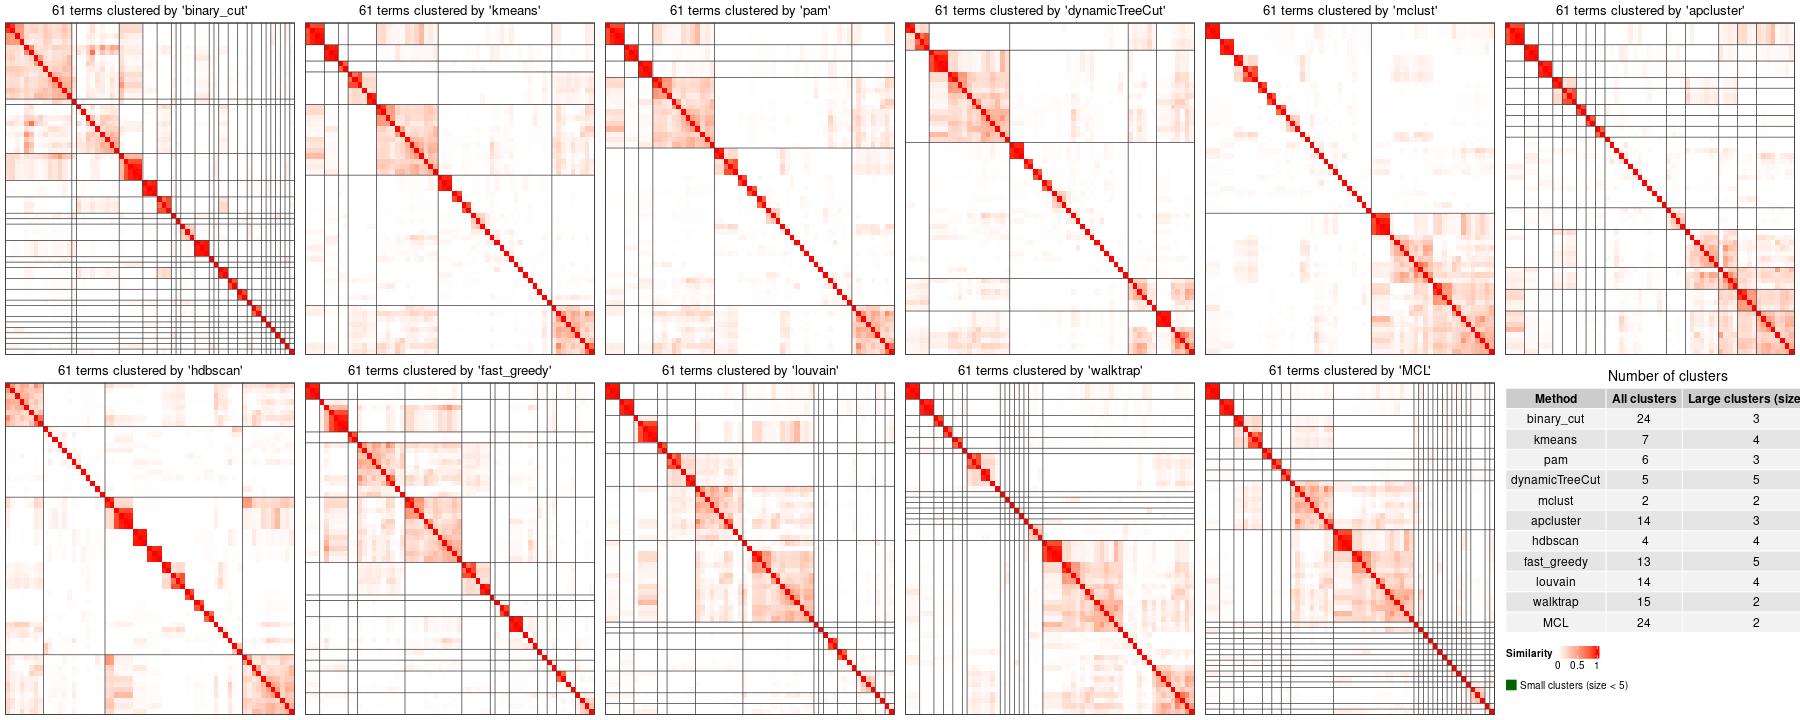 61 terms clustered by 'binary_cut'
61 terms clustered by 'kmeans'
61 terms clustered by 'pam'
61 terms clustered by 'dynamicTreeCut'
61 terms clustered by 'mclust'
61 terms clustered by 'apcluster'
61 terms clustered by 'hdbscan'
61 terms clustered by 'fast_greedy'
61 terms clustered by 'louvain'
61 terms clustered by 'walktrap'
61 terms clustered by 'MCL'
Number of clusters
Method All clusters Large clusters (size
binary_cut 24 3
kmeans 7 4
pam 6 3
dynamicTreeCut 5 5
mclust 2 2
apcluster 14 3
hdbscan 4 4
fast_greedy 13 5
louvain 14 4
walktrap 15 2
MCL 24 2
Similarity
0 0.5 1
Small clusters (size < 5)